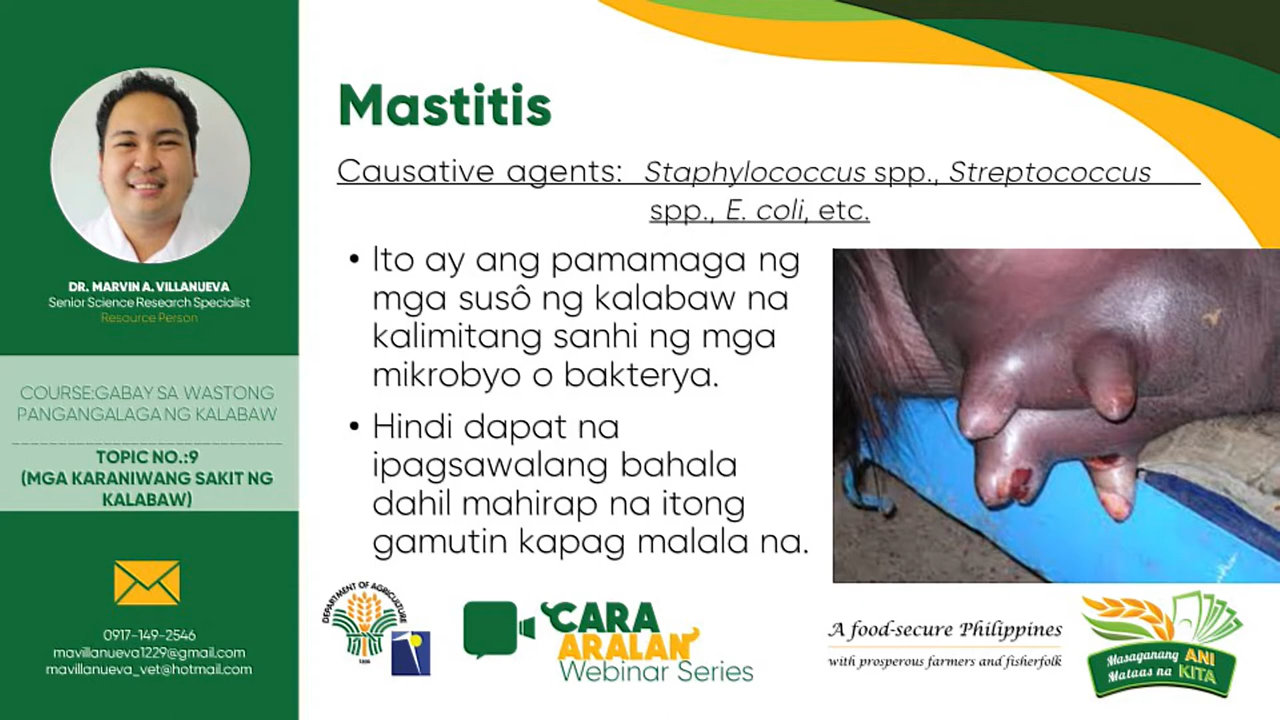 DR. MARVIN A. VILLANUEVA
Senior Science Research Specialist
Resource Person
COURSE:GABAY SA WASTONG
PANGANGALAGA NG KALABAW
TOPIC NO.:9
(MGA KARANIWANG SAKIT NG
KALABAW)
0917-149-2546
mavillanueva1229@gmail.com
mavillanueva_vet@hotmail.com
Mastitis
Causative agents: Staphylococcus spp., Streptococcus
spp., E. coli, etc.
• Ito ay ang pamamaga ng
mga susô ng kalabaw na
kalimitang sanhi ng mga
mikrobyo o bakterya.
• Hindi dapat na
ipagsawalang bahala
dahil mahirap na itong
gamutin kapag malala na.
DEPARTMENT OF AGRICULTURE
1898
CARA
ARALAN
Webinar Series
A food-secure Philippines
with prosperous farmers and fisherfolk
Masaganang ANI
Mataas na KITA